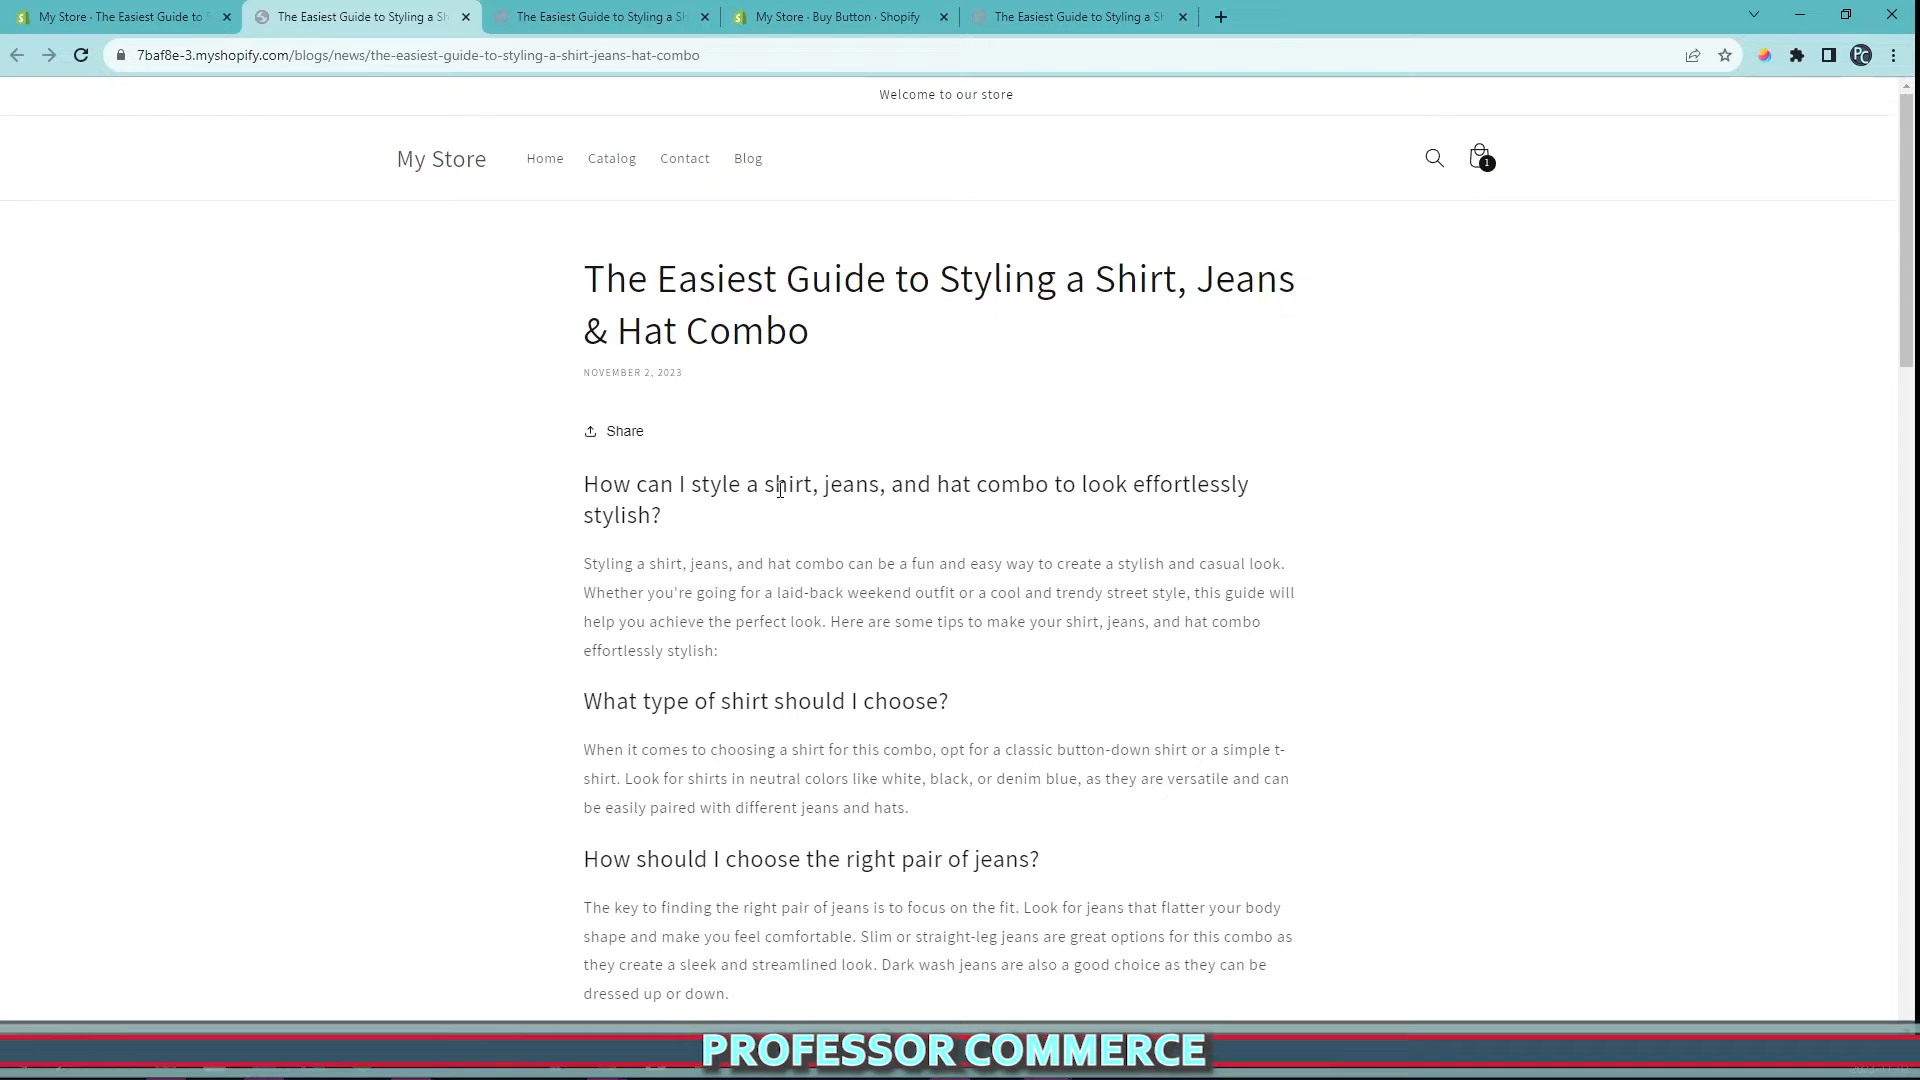 My Store · The Easiest Guide to
The Easiest Guide to Styling a Sh
The Easiest Guide to Styling a Sh
My Store · Buy Button · Shopify
The Easiest Guide to Styling a Sh
7baf8e-3.myshopify.com/blogs/news/the-easiest-guide-to-styling-a-shirt-jeans-hat-combo
PC
Welcome to our store
My Store
Home
Catalog
Contact
Blog
1
The Easiest Guide to Styling a Shirt, Jeans
& Hat Combo
NOVEMBER 2, 2023
Share
How can I style a shirt, jeans, and hat combo to look effortlessly
stylish?
Styling a shirt, jeans, and hat combo can be a fun and easy way to create a stylish and casual look.
Whether you're going for a laid-back weekend outfit or a cool and trendy street style, this guide will
help you achieve the perfect look. Here are some tips to make your shirt, jeans, and hat combo
effortlessly stylish:
What type of shirt should I choose?
When it comes to choosing a shirt for this combo, opt for a classic button-down shirt or a simple t-
shirt. Look for shirts in neutral colors like white, black, or denim blue, as they are versatile and can
be easily paired with different jeans and hats.
How should I choose the right pair of jeans?
The key to finding the right pair of jeans is to focus on the fit. Look for jeans that flatter your body
shape and make you feel comfortable. Slim or straight-leg jeans are great options for this combo as
they create a sleek and streamlined look. Dark wash jeans are also a good choice as they can be
dressed up or down.
PROFESSOR COMMERCE